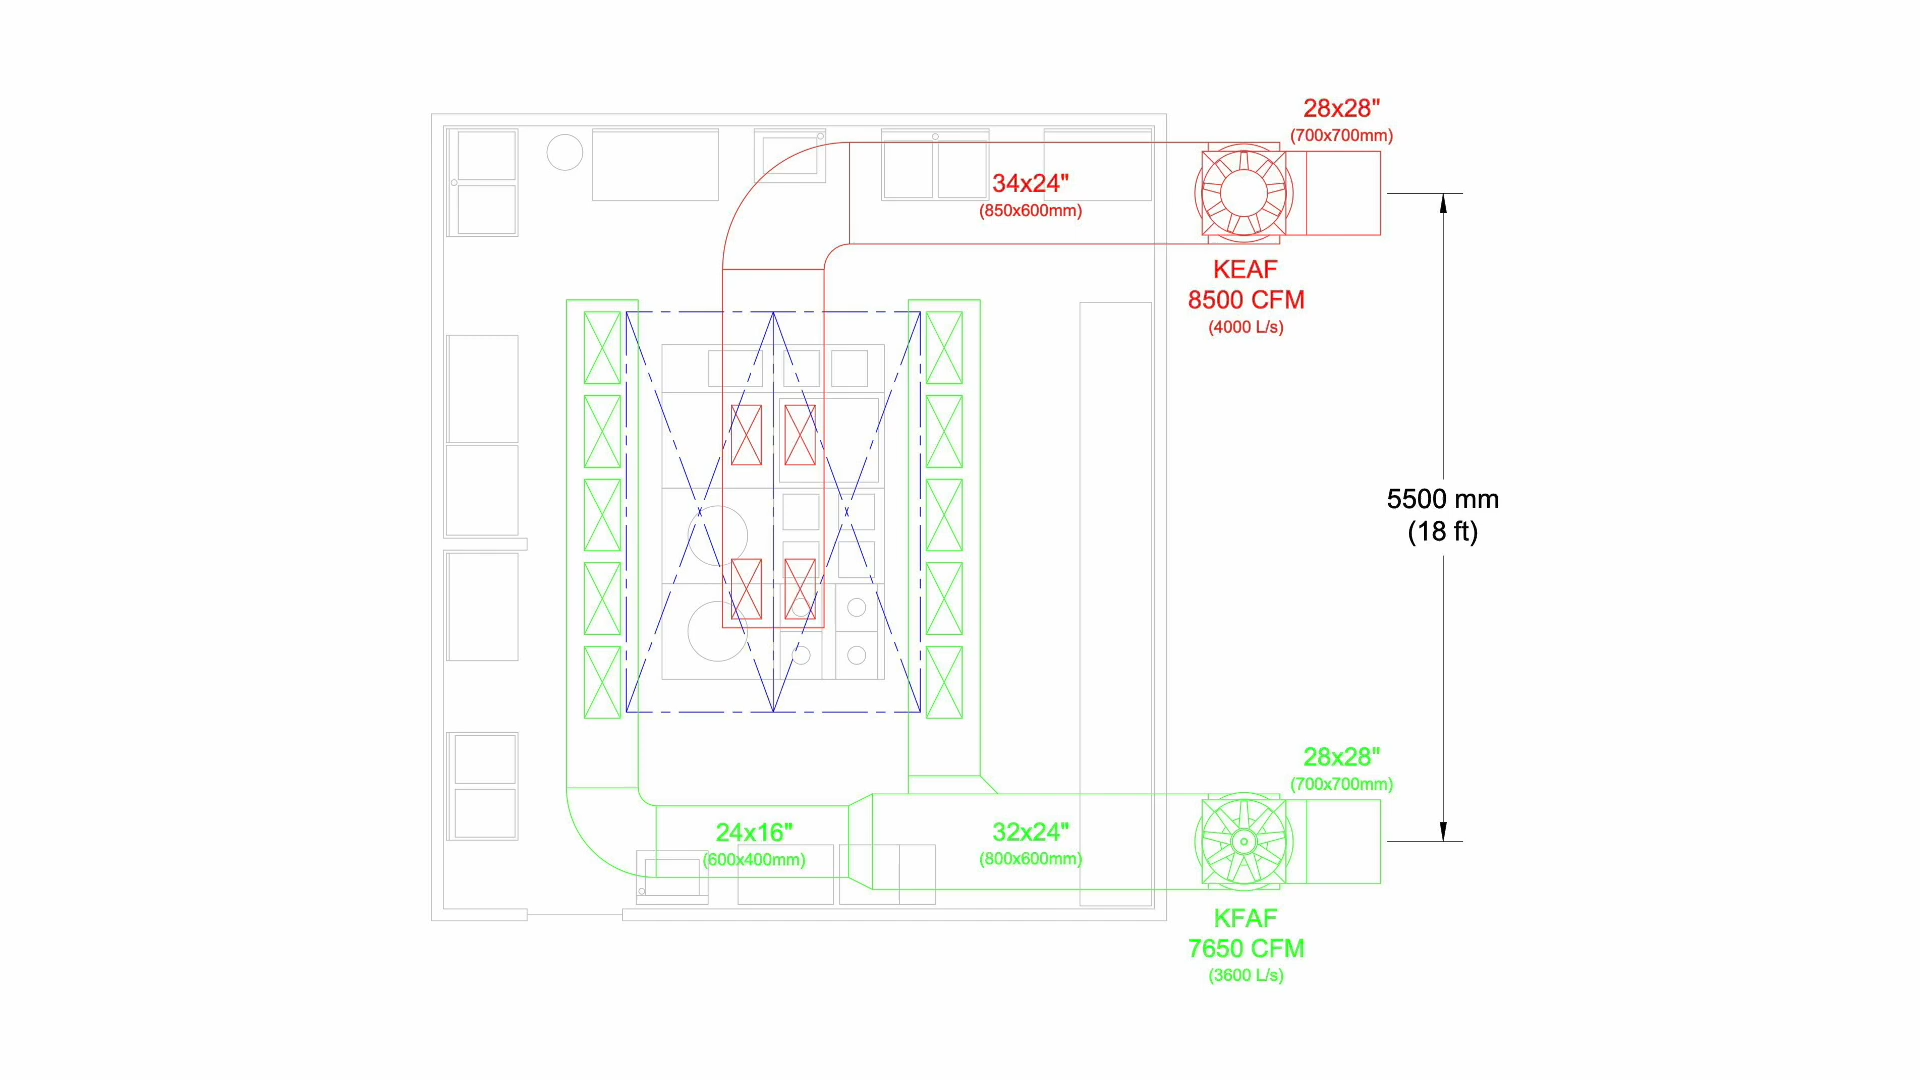 28x28"
(700x700mm)
34x24"
(850x600mm)
KEAF
8500 CFM
(4000 L/s)
5500 mm
(18 ft)
28x28"
(700x700mm)
24x16"
(600x400mm)
32x24"
(800x600mm)
KFAF
7650 CFM
(3600 L/s)